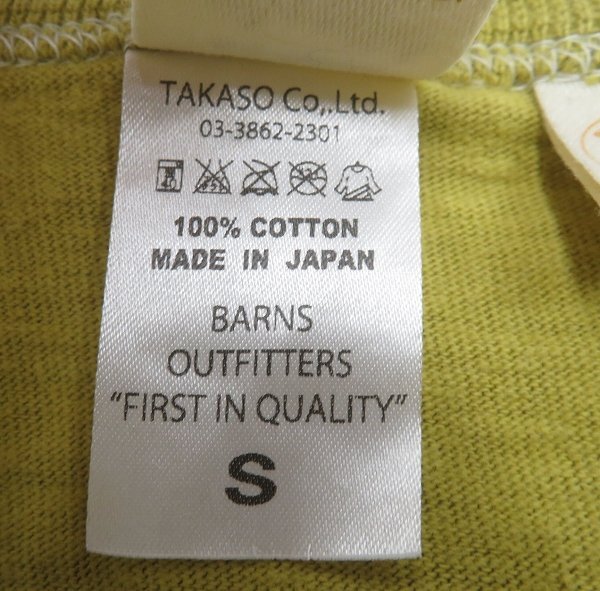 TAKASO Co,.Ltd.
03-3862-2301
100% COTTON
MADE IN JAPAN
BARNS
OUTFITTERS
“FIRST IN QUALITY”
S